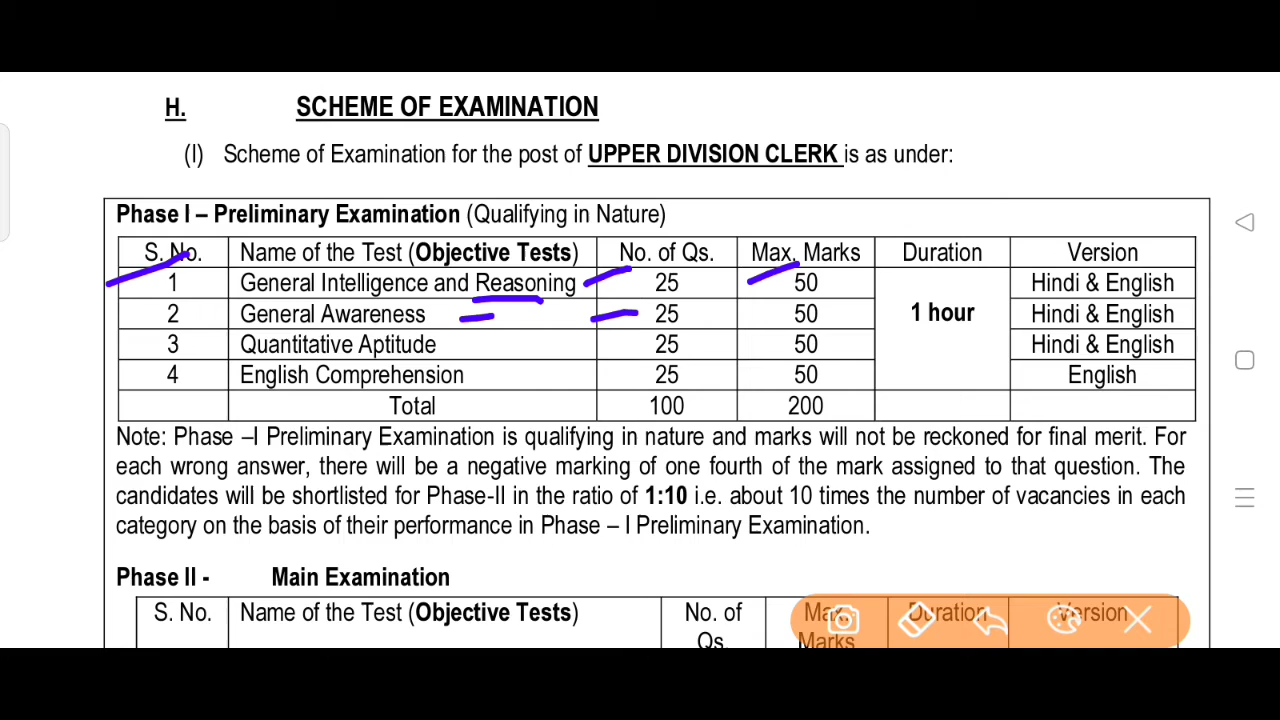 H. SCHEME OF EXAMINATION
(I) Scheme of Examination for the post of UPPER DIVISION CLERK is as under:
Phase I – Preliminary Examination (Qualifying in Nature)
S. No. Name of the Test (Objective Tests) No. of Qs. Max. Marks Duration Version
1 General Intelligence and Reasoning 25 50 Hindi & English
2 General Awareness 25 50 1 hour Hindi & English
3 Quantitative Aptitude 25 50 Hindi & English
4 English Comprehension 25 50 English
Total 100 200
Note: Phase –I Preliminary Examination is qualifying in nature and marks will not be reckoned for final merit. For
each wrong answer, there will be a negative marking of one fourth of the mark assigned to that question. The
candidates will be shortlisted for Phase-II in the ratio of 1:10 i.e. about 10 times the number of vacancies in each
category on the basis of their performance in Phase – I Preliminary Examination.
Phase II - Main Examination
S. No. Name of the Test (Objective Tests) No. of Max. Duration Version
Qs. Marks